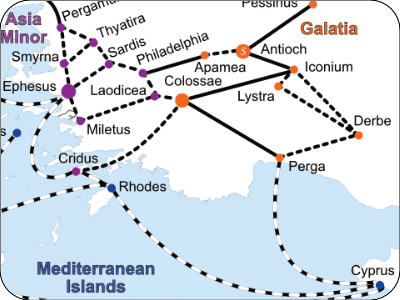 Pessinus
Pergamum
Asia
Minor
Thyatira
Galatia
Sardis
Philadelphia
Antioch
S
Smyrna
Apamea
Iconium
Colossae
Ephesus
Laodicea
Lystra
Miletus
Derbe
s
Cridus
Perga
Rhodes
Mediterranean
Islands
Cyprus